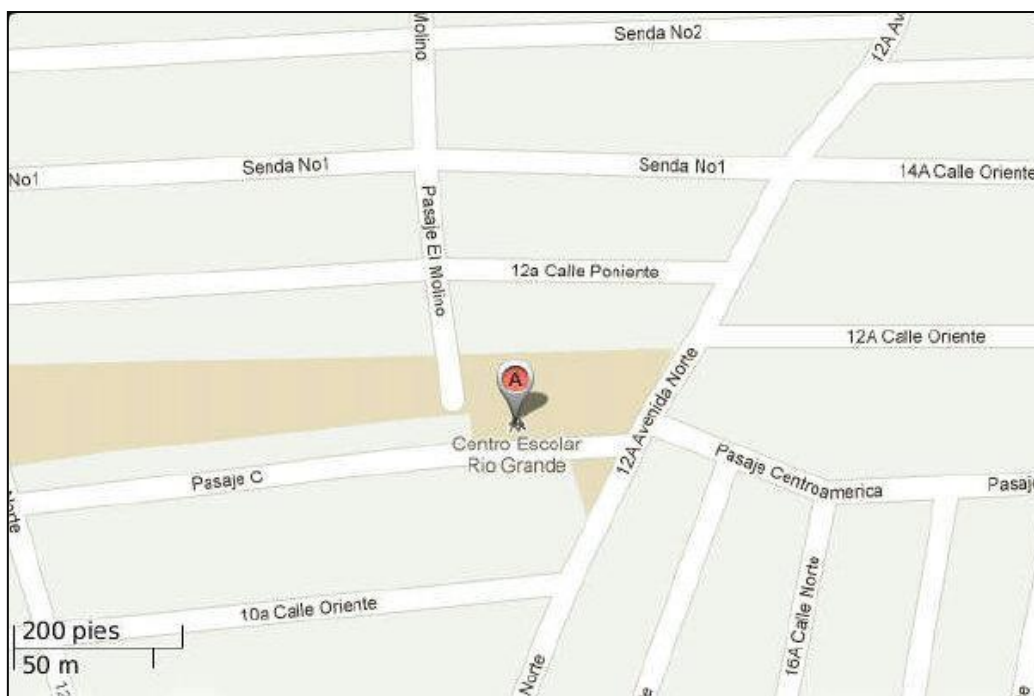 Molino
Senda No2
12A Av
No1
Senda No1
Senda No1
14A Calle Oriente
Pasaje El Molino
12a Calle Poniente
12A Calle Oriente
A
12A Avenida Norte
Centro Escolar
Rio Grande
Pasaje C
Pasaje Centroamerica
Pasaje
Norte
10a Calle Oriente
16A Calle Norte
200 pies
50 m
12
Norte